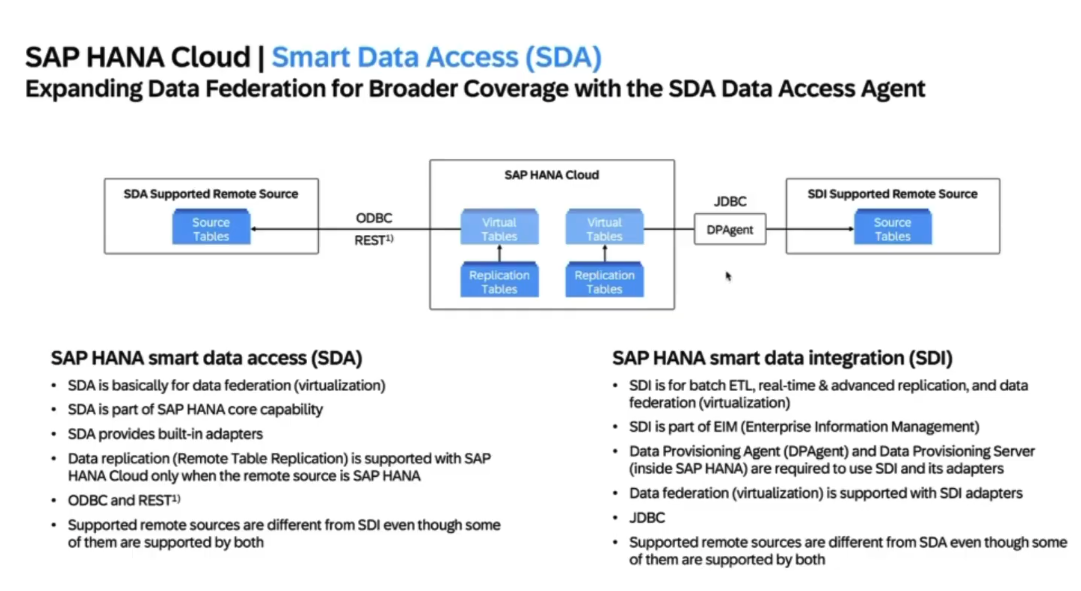 SAP HANA Cloud | Smart Data Access (SDA)
Expanding Data Federation for Broader Coverage with the SDA Data Access Agent
SDA Supported Remote Source
Source
Tables
ODBC
REST¹⁾
SAP HANA Cloud
Virtual
Tables
Virtual
Tables
Replication
Tables
Replication
Tables
JDBC
DPAgent
SDI Supported Remote Source
Source
Tables
SAP HANA smart data access (SDA)
• SDA is basically for data federation (virtualization)
• SDA is part of SAP HANA core capability
• SDA provides built-in adapters
• Data replication (Remote Table Replication) is supported with SAP
HANA Cloud only when the remote source is SAP HANA
• ODBC and REST¹⁾
• Supported remote sources are different from SDI even though some
of them are supported by both
SAP HANA smart data integration (SDI)
• SDI is for batch ETL, real-time & advanced replication, and data
federation (virtualization)
• SDI is part of EIM (Enterprise Information Management)
• Data Provisioning Agent (DPAgent) and Data Provisioning Server
(inside SAP HANA) are required to use SDI and its adapters
• Data federation (virtualization) is supported with SDI adapters
• JDBC
• Supported remote sources are different from SDA even though some
of them are supported by both